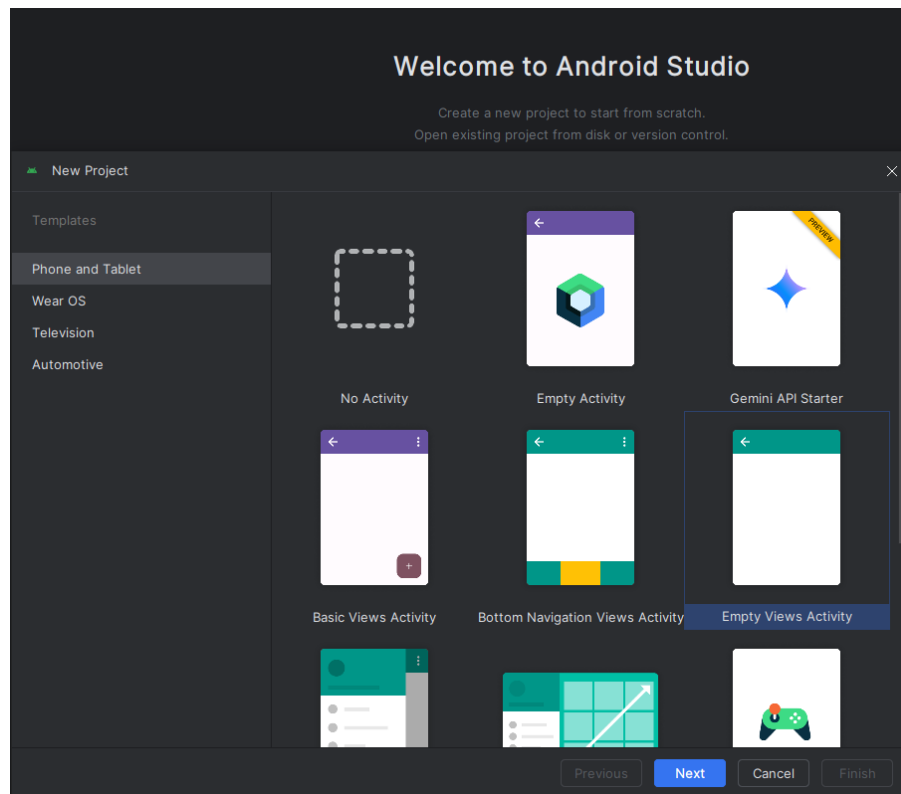 Welcome to Android Studio
Create a new project to start from scratch.
Open existing project from disk or version control.
New Project
Templates
Phone and Tablet
Wear OS
Television
Automotive
PREVIEW
No Activity
Empty Activity
Gemini API Starter
Basic Views Activity
Bottom Navigation Views Activity
Empty Views Activity
Previous
Next
Cancel
Finish